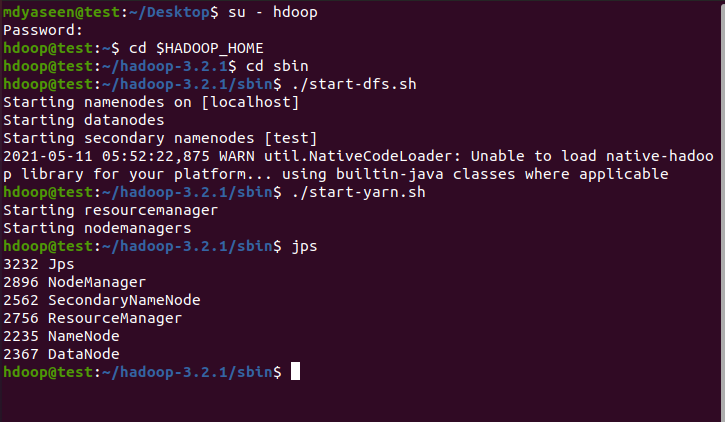 mdyaseen@test:~/Desktop$ su - hdoop
Password:
hdoop@test:~$ cd $HADOOP_HOME
hdoop@test:~/hadoop-3.2.1$ cd sbin
hdoop@test:~/hadoop-3.2.1/sbin$ ./start-dfs.sh
Starting namenodes on [localhost]
Starting datanodes
Starting secondary namenodes [test]
2021-05-11 05:52:22,875 WARN util.NativeCodeLoader: Unable to load native-hadoo
p library for your platform... using builtin-java classes where applicable
hdoop@test:~/hadoop-3.2.1/sbin$ ./start-yarn.sh
Starting resourcemanager
Starting nodemanagers
hdoop@test:~/hadoop-3.2.1/sbin$ jps
3232 Jps
2896 NodeManager
2562 SecondaryNameNode
2756 ResourceManager
2235 NameNode
2367 DataNode
hdoop@test:~/hadoop-3.2.1/sbin$